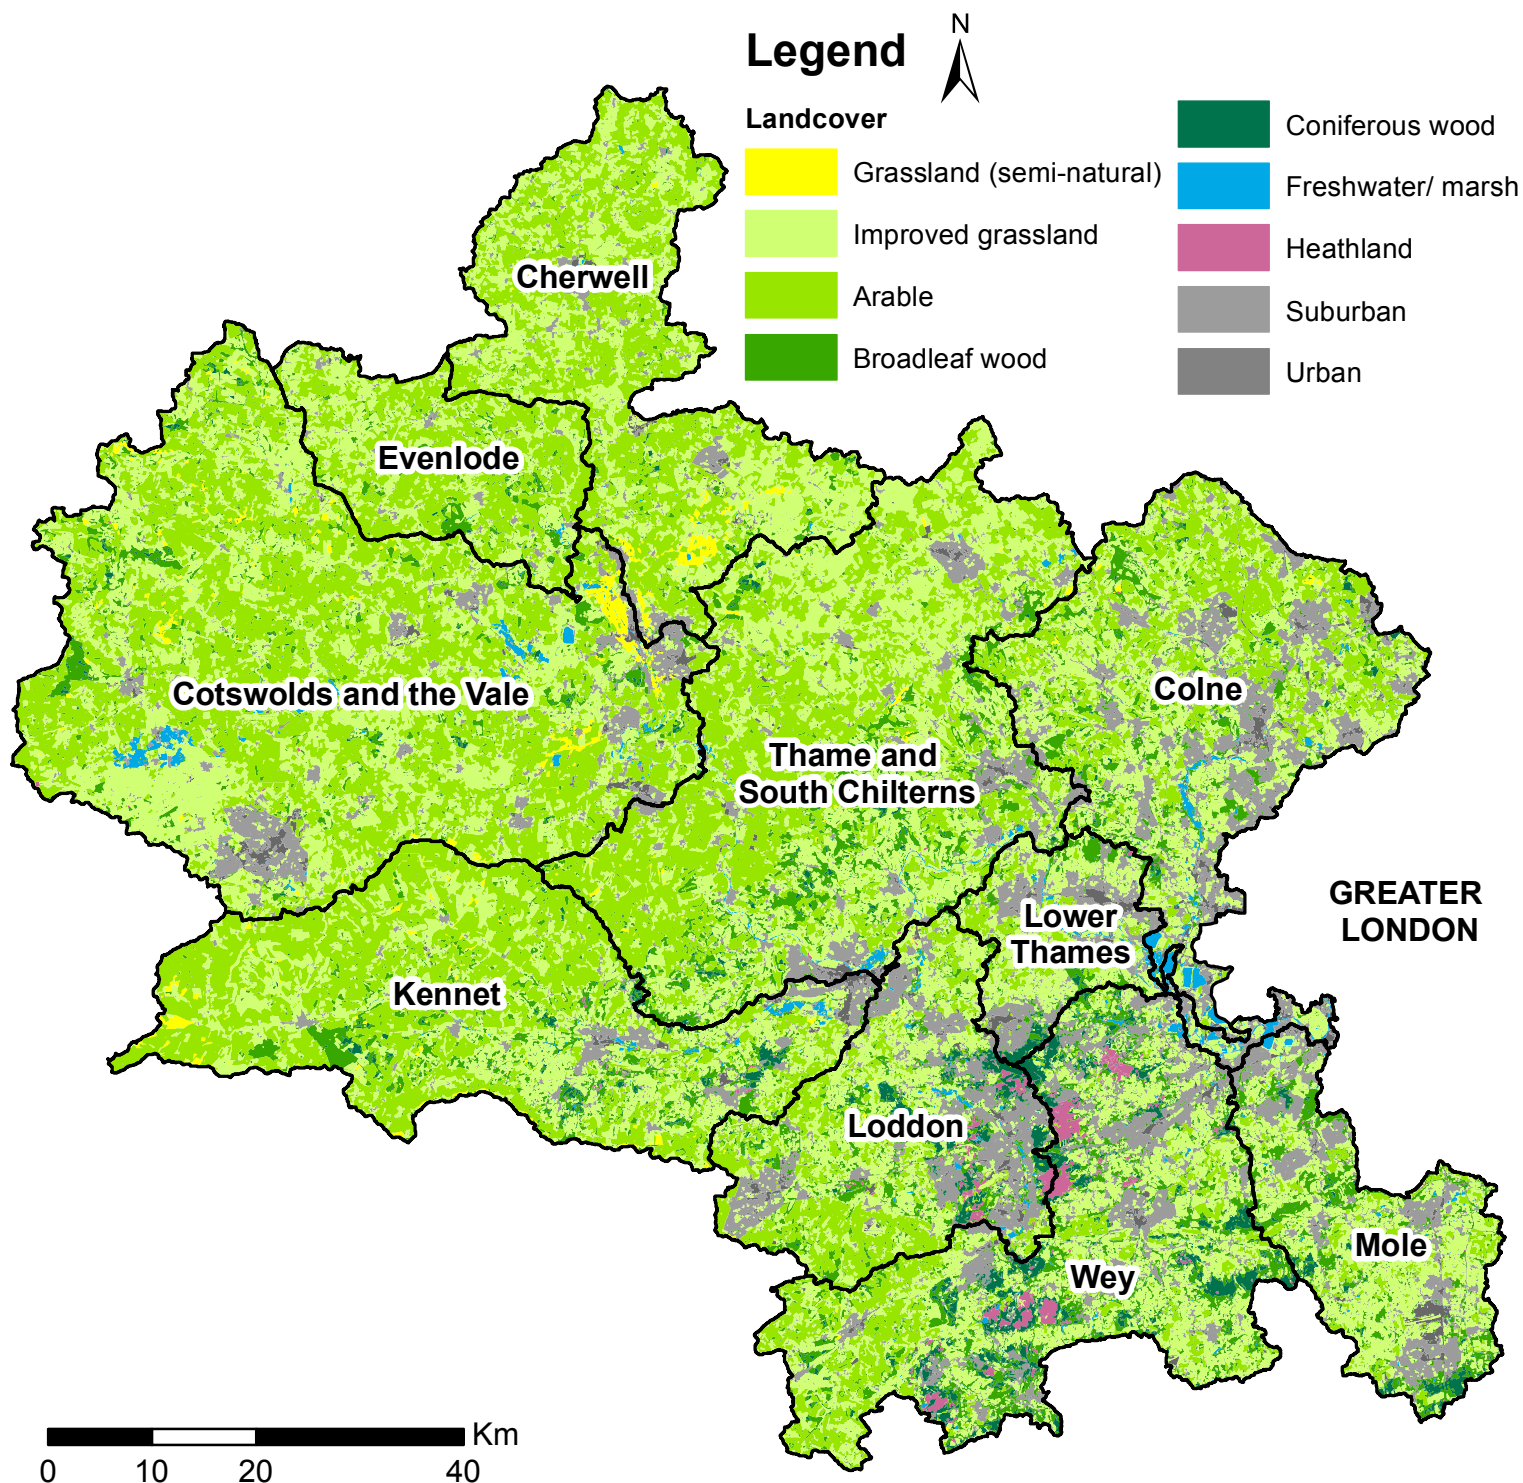 N
Legend
Landcover
Grassland (semi-natural)
Improved grassland
Arable
Broadleaf wood
Coniferous wood
Freshwater/ marsh
Heathland
Suburban
Urban
Cherwell
Evenlode
Cotswolds and the Vale
Thame and
South Chilterns
Colne
Lower
Thames
GREATER
LONDON
Kennet
Loddon
Wey
Mole
Km
0 10 20 40